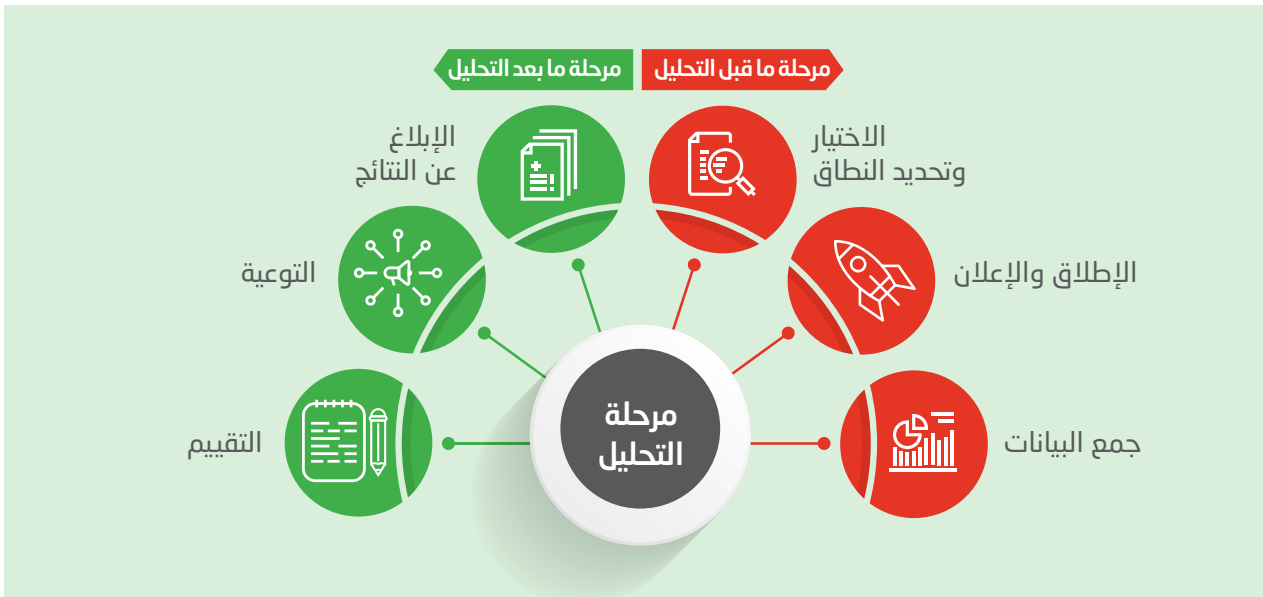 مرحلة ما قبل التحليل
مرحلة ما بعد التحليل
الاختيار
وتحديد النطاق
الإبلاغ
عن النتائج
الإطلاق والإعلان
التوعية
مرحلة
التحليل
جمع البيانات
التقييم